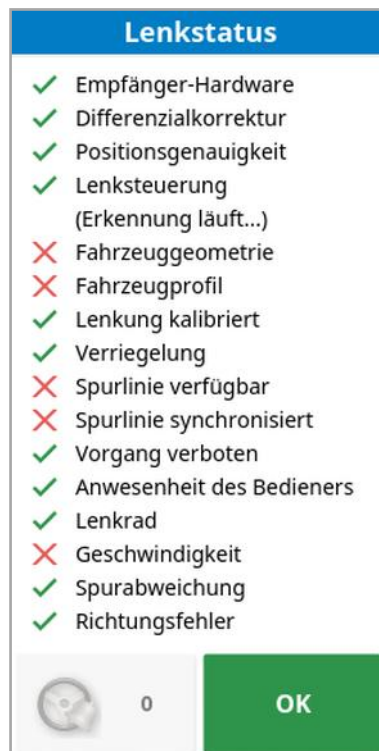 Lenkstatus
Empfänger-Hardware
Differenzialkorrektur
Positionsgenauigkeit
Lenksteuerung
(Erkennung läuft...)
Fahrzeuggeometrie
Fahrzeugprofil
Lenkung kalibriert
Verriegelung
Spurlinie verfügbar
Spurlinie synchronisiert
Vorgang verboten
Anwesenheit des Bedieners
Lenkrad
Geschwindigkeit
Spurabweichung
Richtungsfehler
0 OK